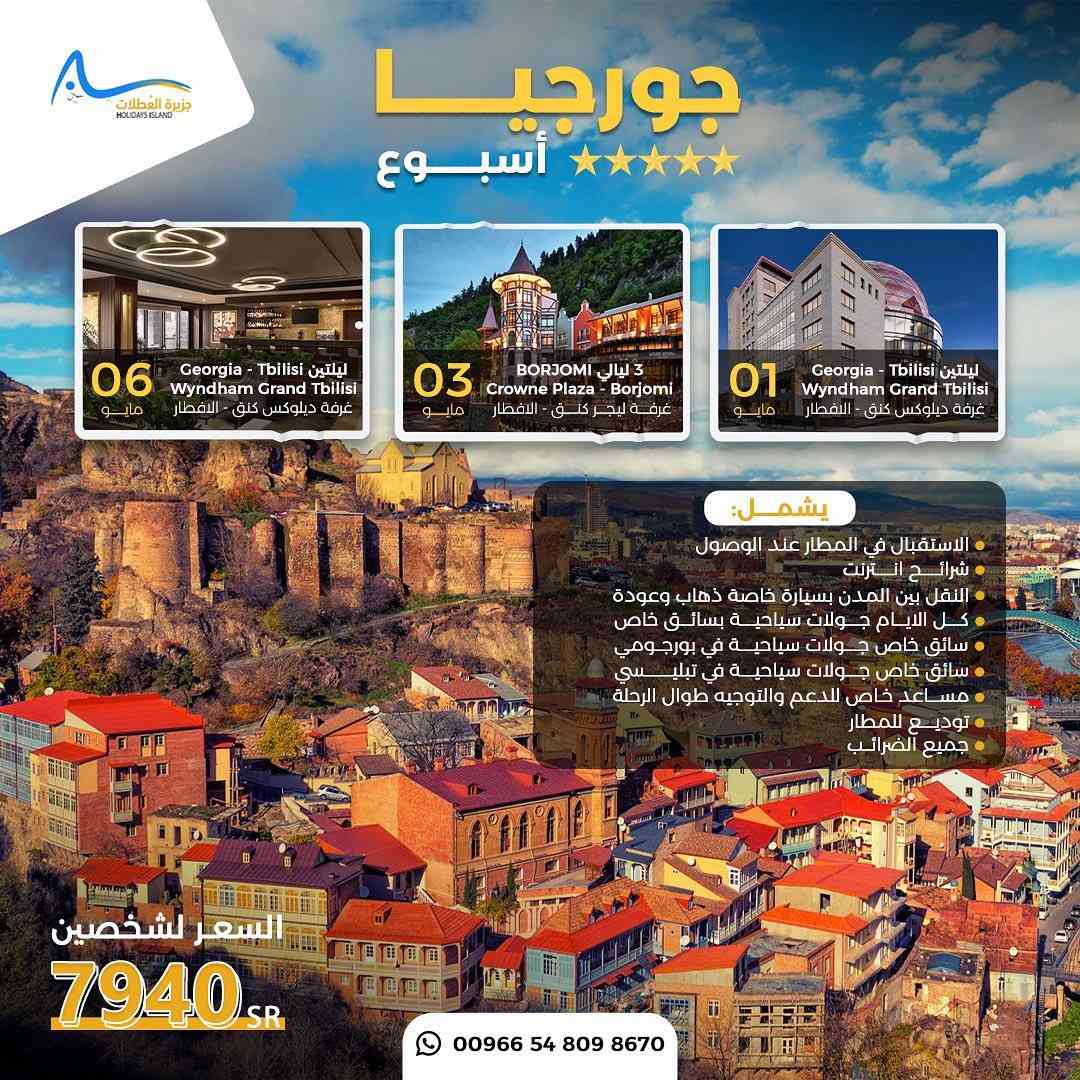 جزيرة العطلات
HOLIDAYS ISLAND
جورجيا
أسبوع
01
مايو
ليلتين Georgia - Tbilisi
Wyndham Grand Tbilisi
غرفة ديلوكس كنق - الافطار
03
مايو
3 ليالي BORJOMI
Crowne Plaza - Borjomi
غرفة ليجر كنق - الافطار
06
مايو
ليلتين Georgia - Tbilisi
Wyndham Grand Tbilisi
غرفة ديلوكس كنق - الافطار
يشمل:
• الاستقبال في المطار عند الوصول
• شرائح انترنت
• النقل بين المدن بسيارة خاصة ذهاب وعودة
• كل الايام جولات سياحية بسائق خاص
• سائق خاص جولات سياحية في بورجومي
• سائق خاص جولات سياحية في تبليسي
• مساعد خاص للدعم والتوجيه طوال الرحلة
• توديع للمطار
• جميع الضرائب
السعر لشخصين
7940 SR
00966 54 809 8670